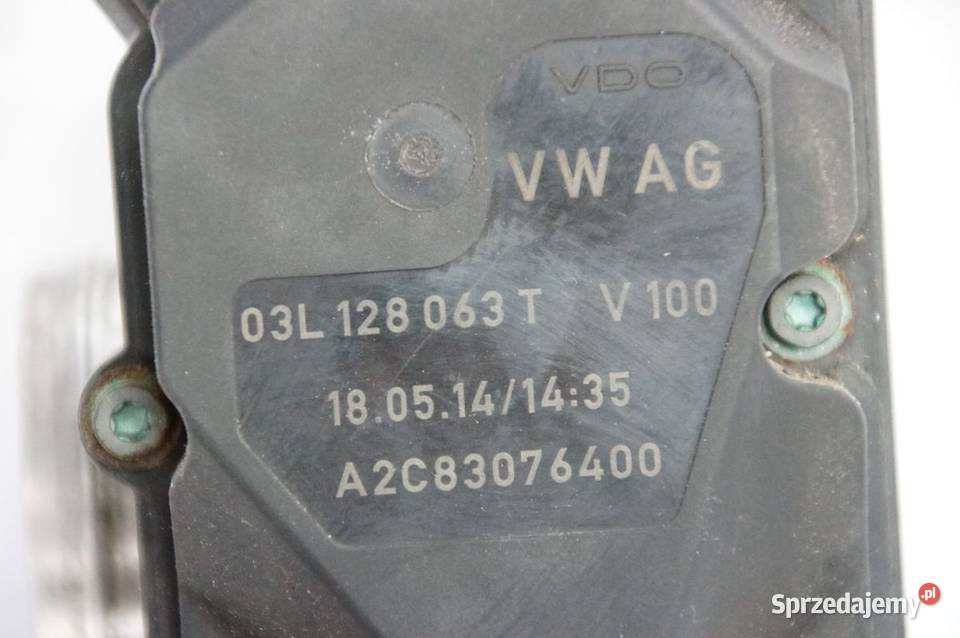 VDO
VW AG
03L 128 063 T V 100
18.05.14/14:35
A2C83076400
Sprzedajemy.pl